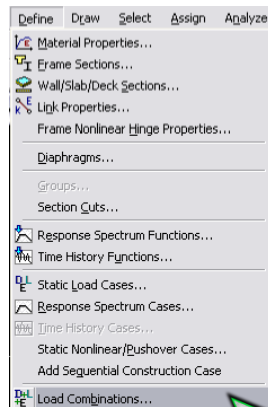 Define Draw Select Assign Analyze
Material Properties...
Frame Sections...
Wall/Slab/Deck Sections...
Link Properties...
Frame Nonlinear Hinge Properties...
Diaphragms...
Groups...
Section Cuts...
Response Spectrum Functions...
Time History Functions...
Static Load Cases...
Response Spectrum Cases...
Time History Cases...
Static Nonlinear/Pushover Cases...
Add Sequential Construction Case
Load Combinations...